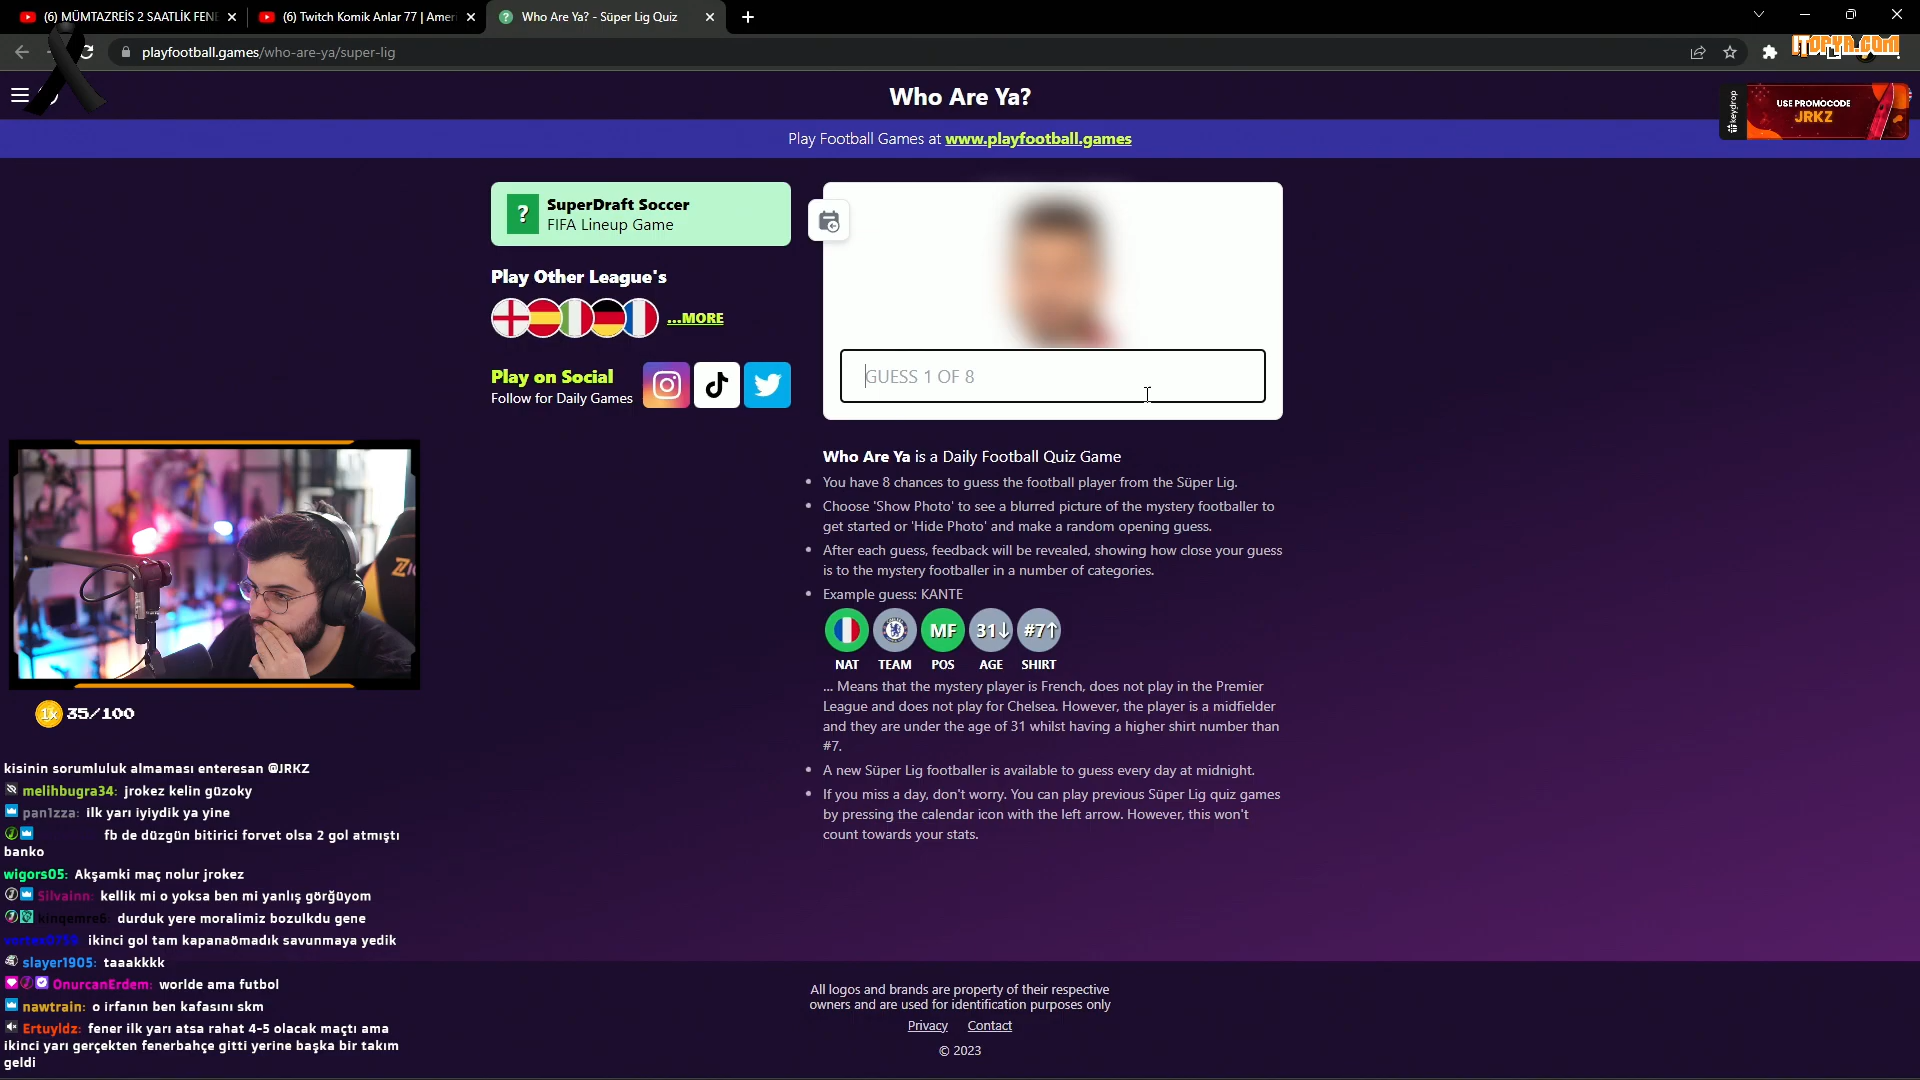 (6) MÜMTAZREİS 2 SAATLİK FENE
(6) Twitch Komik Anlar 77 | Ameri
Who Are Ya? - Süper Lig Quiz
playfootball.games/who-are-ya/super-lig
ITOPYA.COM
Who Are Ya?
keydrop
USE PROMOCODE
JRKZ
Play Football Games at www.playfootball.games
? SuperDraft Soccer
FIFA Lineup Game
Play Other League's
...MORE
Play on Social
Follow for Daily Games
GUESS 1 OF 8
Who Are Ya is a Daily Football Quiz Game
You have 8 chances to guess the football player from the Süper Lig.
Choose 'Show Photo' to see a blurred picture of the mystery footballer to
get started or 'Hide Photo' and make a random opening guess.
After each guess, feedback will be revealed, showing how close your guess
is to the mystery footballer in a number of categories.
Example guess: KANTE
MF 31↓ #7↑
NAT TEAM POS AGE SHIRT
... Means that the mystery player is French, does not play in the Premier
League and does not play for Chelsea. However, the player is a midfielder
and they are under the age of 31 whilst having a higher shirt number than
#7.
A new Süper Lig footballer is available to guess every day at midnight.
If you miss a day, don't worry. You can play previous Süper Lig quiz games
by pressing the calendar icon with the left arrow. However, this won't
count towards your stats.
1x 35/100
kisinin sorumluluk almaması enteresan @JRKZ
melihbugra34: jrokez kelin güzoky
pan1zza: ilk yarı iyiydik ya yine
fb de düzgün bitirici forvet olsa 2 gol atmıştı
banko
wigors05: Akşamki maç nolur jrokez
Silvainn: kellik mi o yoksa ben mi yanlış görğüyom
kingemre6: durduk yere moralimiz bozulkdu gene
ikinci gol tam kapanaömadık savunmaya yedik
slayer1905: taaakkkk
OnurcanErdem: worlde ama futbol
nawtrain: o irfanın ben kafasını skm
Ertuyldz: fener ilk yarı atsa rahat 4-5 olacak maçtı ama
ikinci yarı gerçekten fenerbahçe gitti yerine başka bir takım
geldi
All logos and brands are property of their respective
owners and are used for identification purposes only
Privacy Contact
© 2023